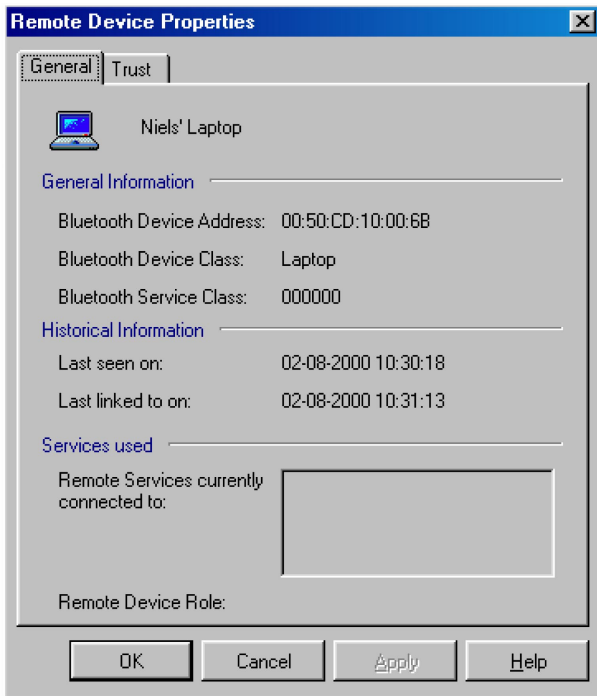 Remote Device Properties
General Trust
Niels' Laptop
General Information
Bluetooth Device Address: 00:50:CD:10:00:6B
Bluetooth Device Class: Laptop
Bluetooth Service Class: 000000
Historical Information
Last seen on: 02-08-2000 10:30:18
Last linked to on: 02-08-2000 10:31:13
Services used
Remote Services currently
connected to:
Remote Device Role:
OK Cancel Apply Help